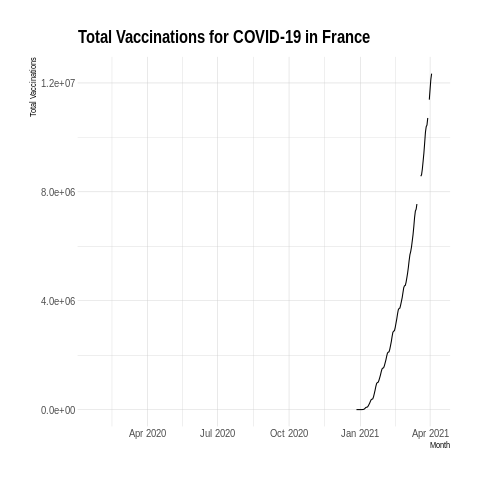 Total Vaccinations for COVID-19 in France
Total Vaccinations
1.2e+07
8.0e+06
4.0e+06
0.0e+00
Apr 2020 Jul 2020 Oct 2020 Jan 2021 Apr 2021
Month